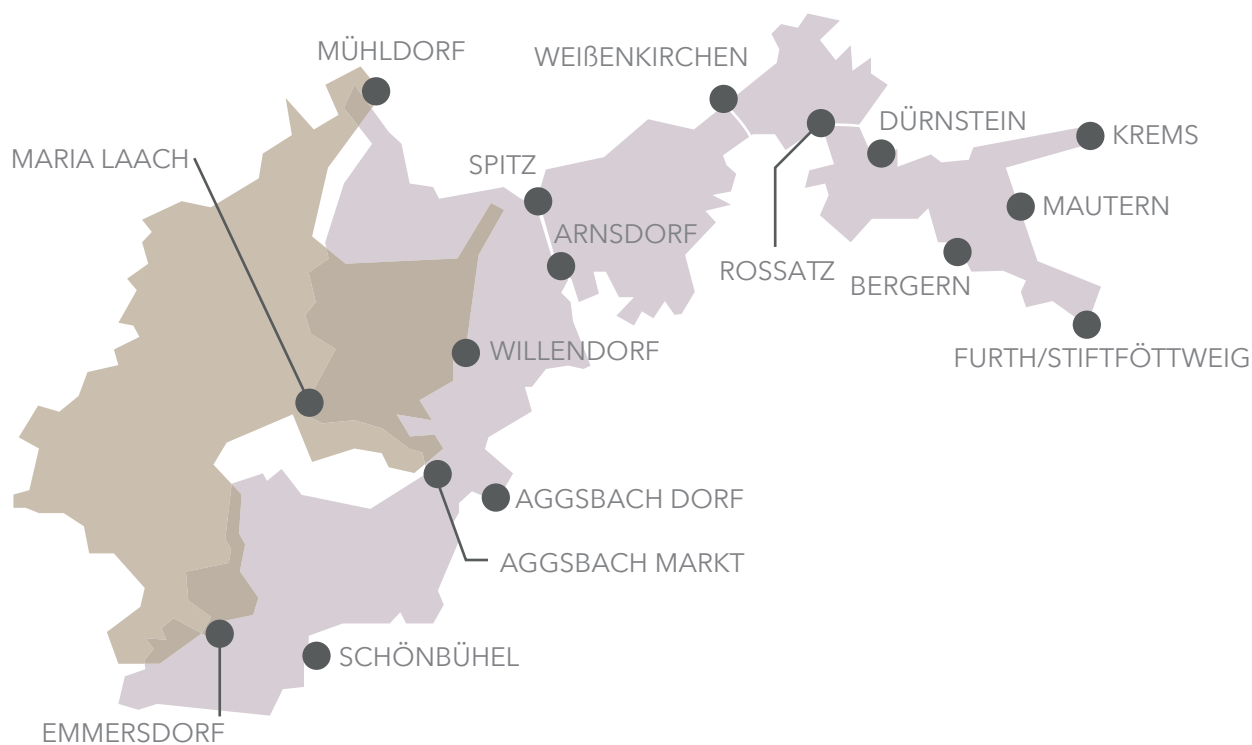 MÜHLDORF
WEIßENKIRCHEN
DÜRNSTEIN
KREMS
MARIA LAACH
SPITZ
MAUTERN
ARNSDORF
ROSSATZ
BERGERN
WILLENDORF
FURTH/STIFTFÖTTWEIG
AGGSBACH DORF
AGGSBACH MARKT
SCHÖNBÜHEL
EMMERSDORF